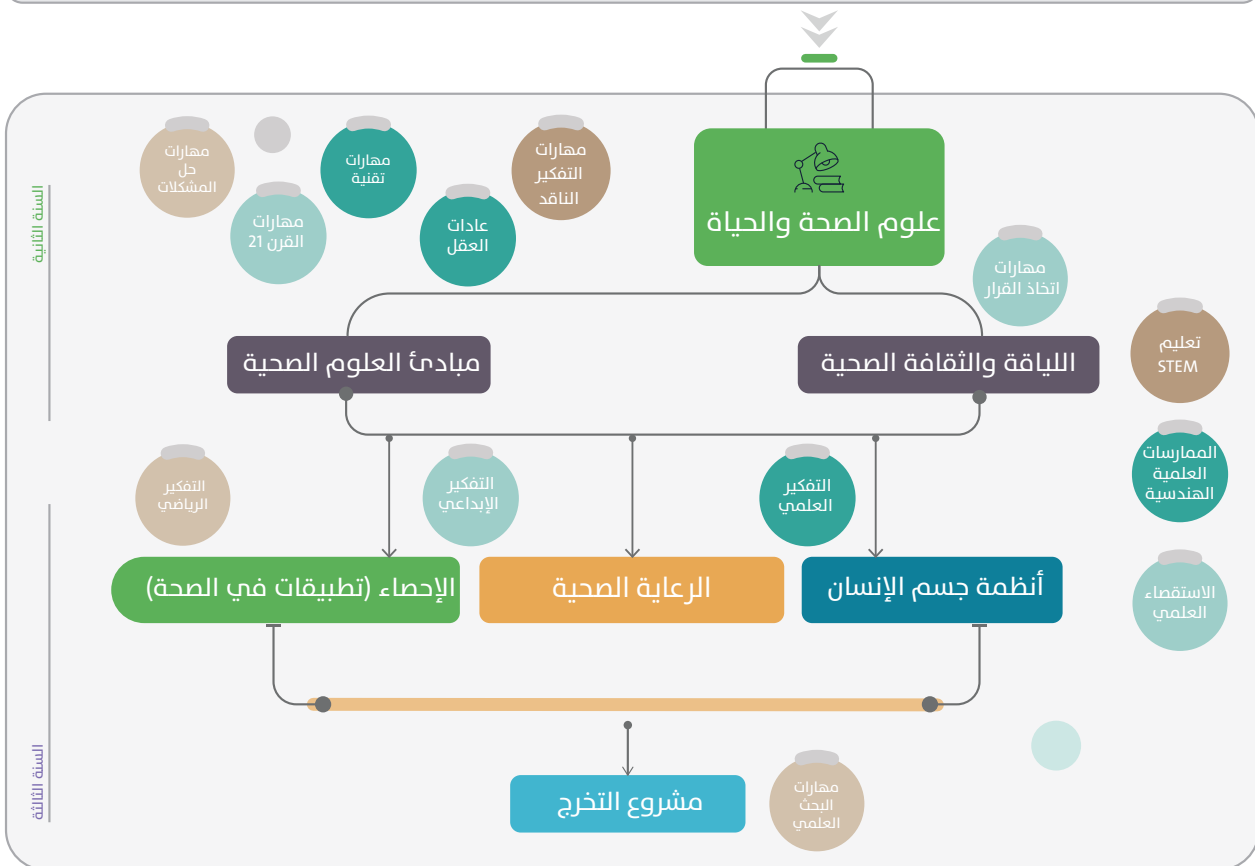 علوم الصحة والحياة
مهارات
التفكير
الناقد
مهارات
تقنية
مهارات
حل
المشكلات
عادات
العقل
مهارات
القرن 21
مهارات
اتخاذ القرار
السنة الثانية
اللياقة والثقافة الصحية
مبادئ العلوم الصحية
تعليم
STEM
الممارسات
العلمية
الهندسية
التفكير
العلمي
التفكير
الإبداعي
التفكير
الرياضي
أنظمة جسم الإنسان
الرعاية الصحية
الإحصاء (تطبيقات في الصحة)
الاستقصاء
العلمي
السنة الثالثة
مشروع التخرج
مهارات
البحث
العلمي